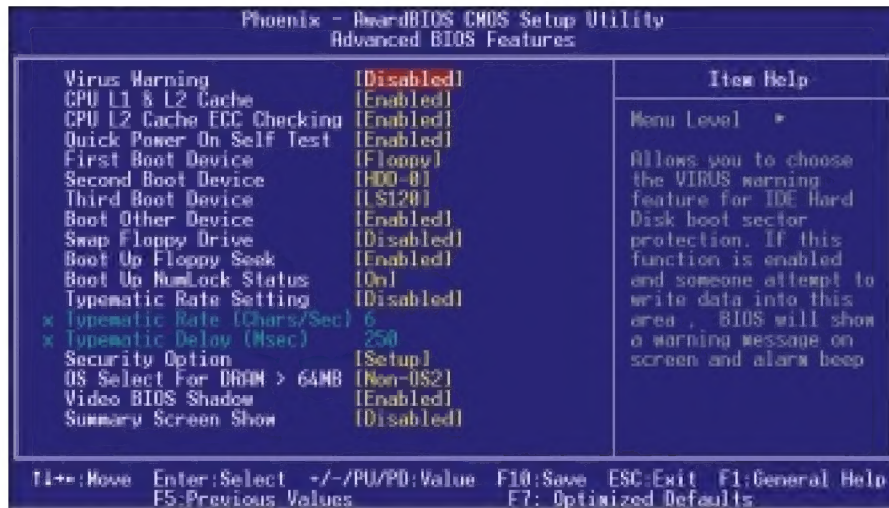 Phoenix - AwardBIOS CMOS Setup Utility
Advanced BIOS Features
Virus Warning [Disabled]
CPU L1 & L2 Cache [Enabled]
CPU L2 Cache ECC Checking [Enabled]
Quick Power On Self Test [Enabled]
First Boot Device [Floppy]
Second Boot Device [HDD-0]
Third Boot Device [LS120]
Boot Other Device [Enabled]
Swap Floppy Drive [Disabled]
Boot Up Floppy Seek [Enabled]
Boot Up NumLock Status [On]
Typematic Rate Setting [Disabled]
x Typematic Rate (Chars/Sec) 6
x Typematic Delay (Msec) 250
Security Option [Setup]
OS Select For DRAM > 64MB [Non-OS2]
Video BIOS Shadow [Enabled]
Summary Screen Show [Disabled]
Item Help
Menu Level ►
Allows you to choose
the VIRUS warning
feature for IDE Hard
Disk boot sector
protection. If this
function is enabled
and someone attempt to
write data into this
area , BIOS will show
a warning message on
screen and alarm beep
↑↓→←:Move Enter:Select +/-/PU/PD:Value F10:Save ESC:Exit F1:General Help
F5:Previous Values F7: Optimized Defaults